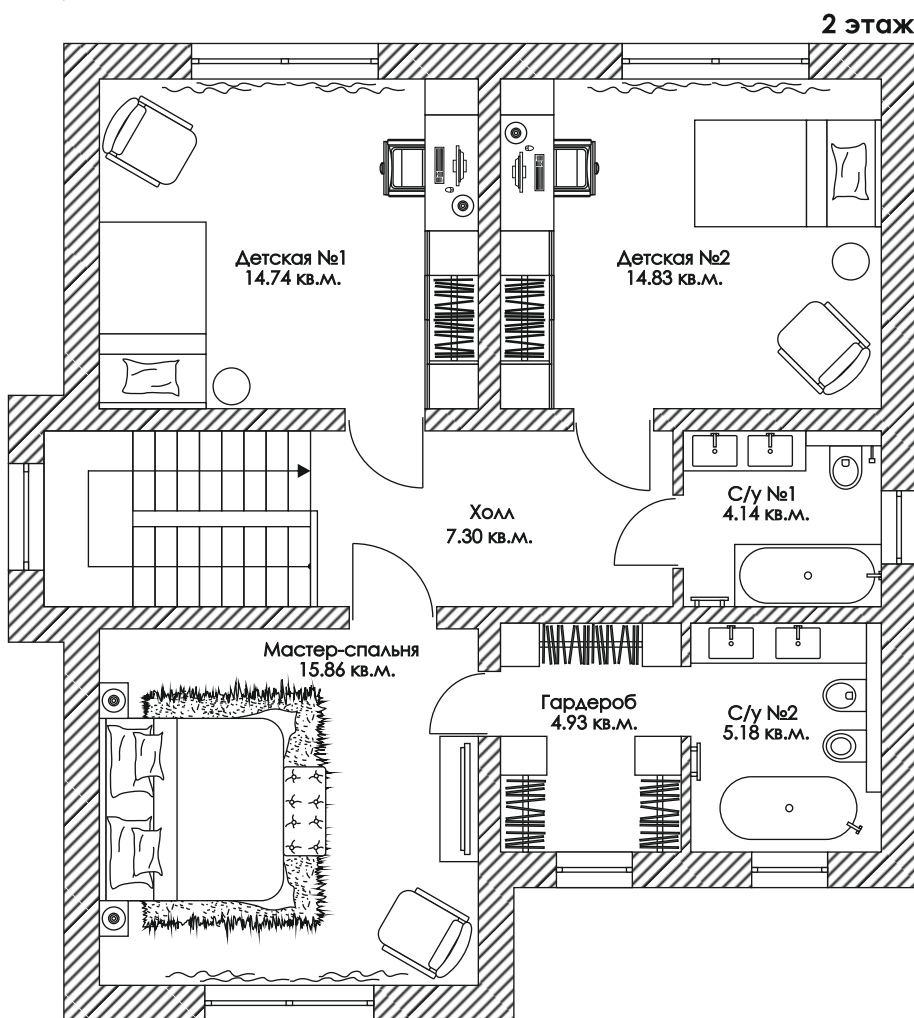 2 этаж
Детская №1
14.74 кв.м.
Детская №2
14.83 кв.м.
С/у №1
4.14 кв.м.
Холл
7.30 кв.м.
Мастер-спальня
15.86 кв.м.
Гардероб
4.93 кв.м.
С/у №2
5.18 кв.м.